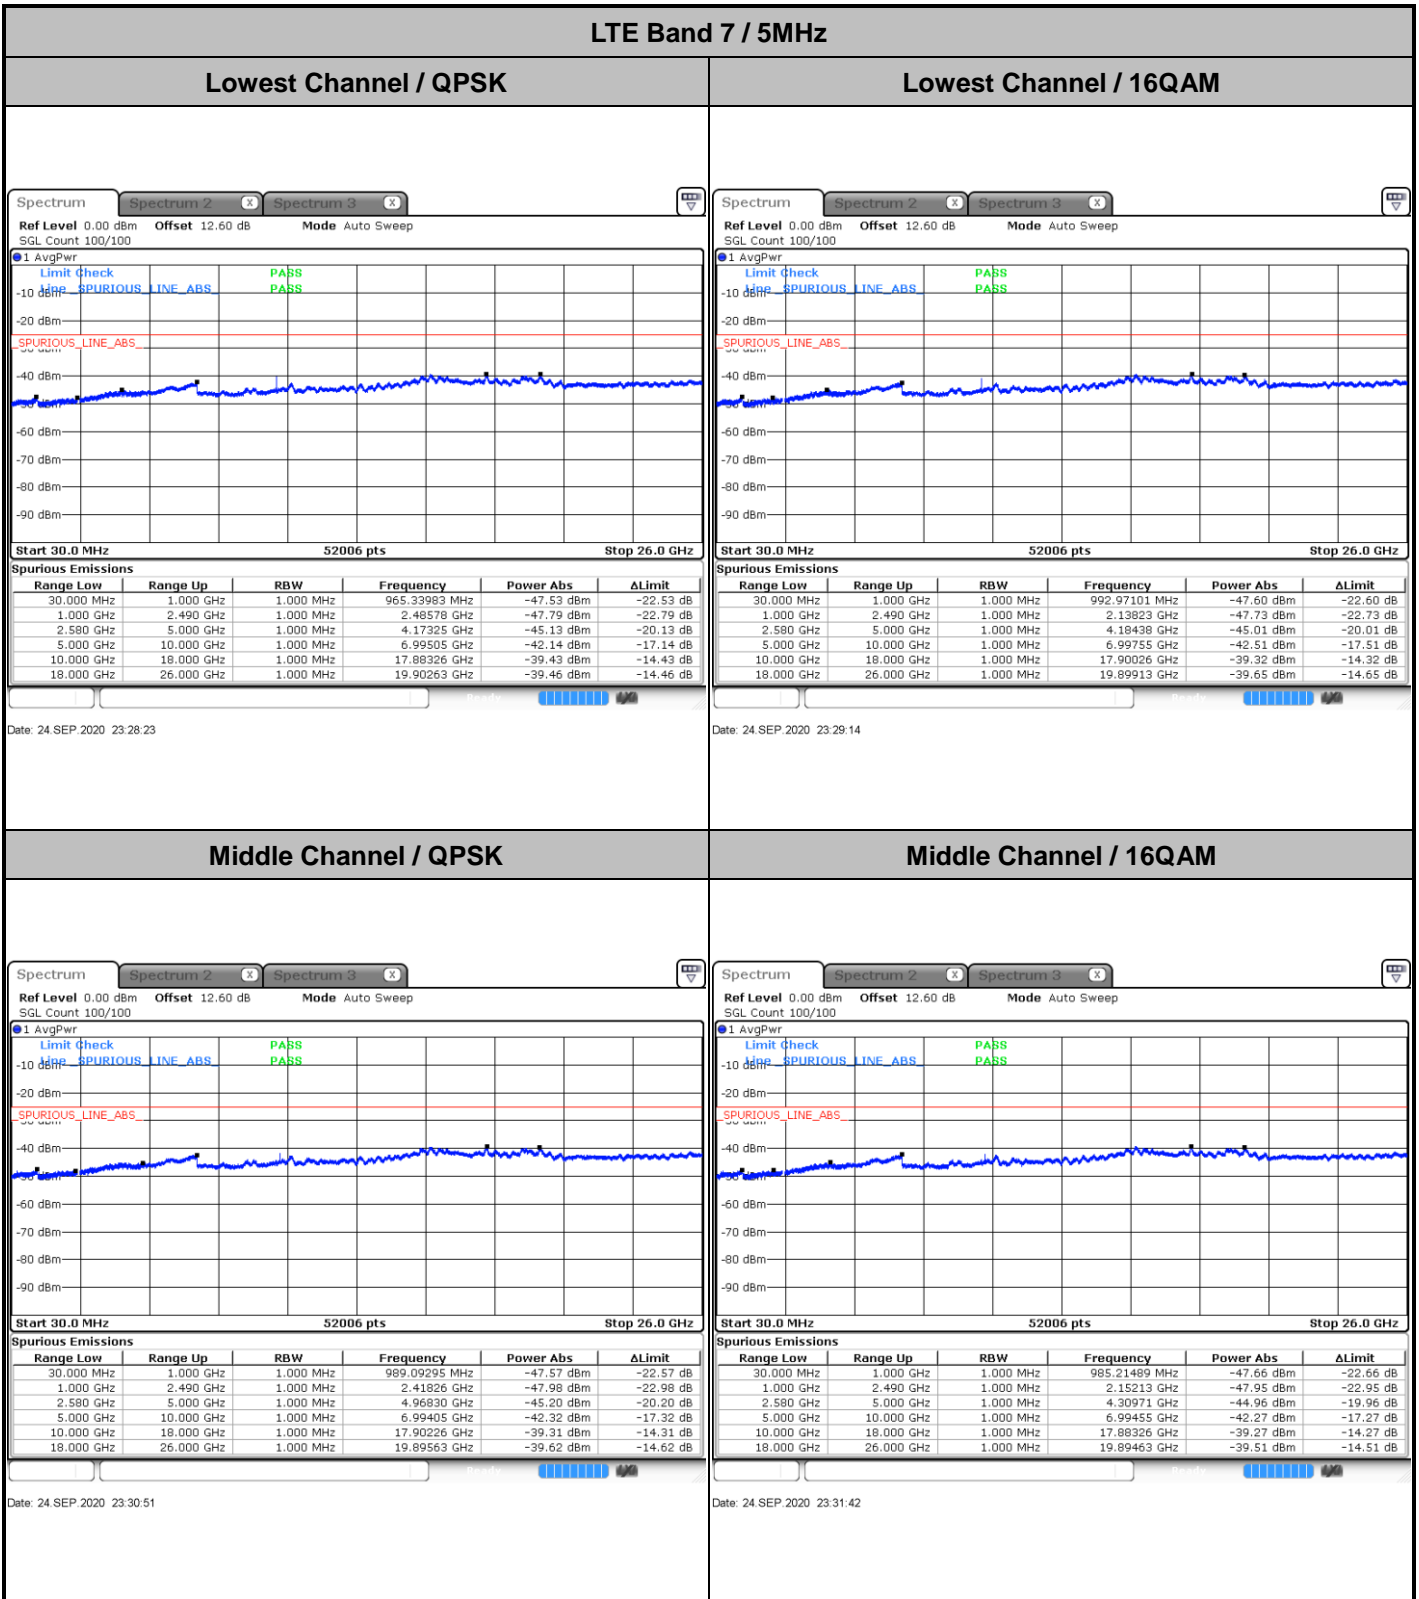 LTE Band 7 / 5MHz
Lowest Channel / QPSK
Lowest Channel / 16QAM
Spectrum Spectrum 2 X Spectrum 3 X
Ref Level 0.00 dBm Offset 12.60 dB Mode Auto Sweep
SGL Count 100/100
1 AvgPwr
Limit Check PASS
Line _SPURIOUS_LINE_ABS_ PASS
-10 dBm
-20 dBm
_SPURIOUS_LINE_ABS_
-40 dBm
-60 dBm
-70 dBm
-80 dBm
-90 dBm
Start 30.0 MHz 52006 pts Stop 26.0 GHz
Spurious Emissions
Range Low Range Up RBW Frequency Power Abs ΔLimit
30.000 MHz 1.000 GHz 1.000 MHz 965.33983 MHz -47.53 dBm -22.53 dB
1.000 GHz 2.490 GHz 1.000 MHz 2.48578 GHz -47.79 dBm -22.79 dB
2.580 GHz 5.000 GHz 1.000 MHz 4.17325 GHz -45.13 dBm -20.13 dB
5.000 GHz 10.000 GHz 1.000 MHz 6.99505 GHz -42.14 dBm -17.14 dB
10.000 GHz 18.000 GHz 1.000 MHz 17.88326 GHz -39.43 dBm -14.43 dB
18.000 GHz 26.000 GHz 1.000 MHz 19.90263 GHz -39.46 dBm -14.46 dB
Ready
Date: 24.SEP.2020 23:28:23
Spectrum Spectrum 2 X Spectrum 3 X
Ref Level 0.00 dBm Offset 12.60 dB Mode Auto Sweep
SGL Count 100/100
1 AvgPwr
Limit Check PASS
Line _SPURIOUS_LINE_ABS_ PASS
-10 dBm
-20 dBm
_SPURIOUS_LINE_ABS_
-40 dBm
-60 dBm
-70 dBm
-80 dBm
-90 dBm
Start 30.0 MHz 52006 pts Stop 26.0 GHz
Spurious Emissions
Range Low Range Up RBW Frequency Power Abs ΔLimit
30.000 MHz 1.000 GHz 1.000 MHz 992.97101 MHz -47.60 dBm -22.60 dB
1.000 GHz 2.490 GHz 1.000 MHz 2.13823 GHz -47.73 dBm -22.73 dB
2.580 GHz 5.000 GHz 1.000 MHz 4.18438 GHz -45.01 dBm -20.01 dB
5.000 GHz 10.000 GHz 1.000 MHz 6.99755 GHz -42.51 dBm -17.51 dB
10.000 GHz 18.000 GHz 1.000 MHz 17.90026 GHz -39.32 dBm -14.32 dB
18.000 GHz 26.000 GHz 1.000 MHz 19.89913 GHz -39.65 dBm -14.65 dB
Ready
Date: 24.SEP.2020 23:29:14
Middle Channel / QPSK
Middle Channel / 16QAM
Spectrum Spectrum 2 X Spectrum 3 X
Ref Level 0.00 dBm Offset 12.60 dB Mode Auto Sweep
SGL Count 100/100
1 AvgPwr
Limit Check PASS
Line _SPURIOUS_LINE_ABS_ PASS
-10 dBm
-20 dBm
_SPURIOUS_LINE_ABS_
-40 dBm
-60 dBm
-70 dBm
-80 dBm
-90 dBm
Start 30.0 MHz 52006 pts Stop 26.0 GHz
Spurious Emissions
Range Low Range Up RBW Frequency Power Abs ΔLimit
30.000 MHz 1.000 GHz 1.000 MHz 989.09295 MHz -47.57 dBm -22.57 dB
1.000 GHz 2.490 GHz 1.000 MHz 2.41826 GHz -47.98 dBm -22.98 dB
2.580 GHz 5.000 GHz 1.000 MHz 4.96830 GHz -45.20 dBm -20.20 dB
5.000 GHz 10.000 GHz 1.000 MHz 6.99405 GHz -42.32 dBm -17.32 dB
10.000 GHz 18.000 GHz 1.000 MHz 17.90226 GHz -39.31 dBm -14.31 dB
18.000 GHz 26.000 GHz 1.000 MHz 19.89563 GHz -39.62 dBm -14.62 dB
Ready
Date: 24.SEP.2020 23:30:51
Spectrum Spectrum 2 X Spectrum 3 X
Ref Level 0.00 dBm Offset 12.60 dB Mode Auto Sweep
SGL Count 100/100
1 AvgPwr
Limit Check PASS
Line _SPURIOUS_LINE_ABS_ PASS
-10 dBm
-20 dBm
_SPURIOUS_LINE_ABS_
-40 dBm
-60 dBm
-70 dBm
-80 dBm
-90 dBm
Start 30.0 MHz 52006 pts Stop 26.0 GHz
Spurious Emissions
Range Low Range Up RBW Frequency Power Abs ΔLimit
30.000 MHz 1.000 GHz 1.000 MHz 985.21489 MHz -47.66 dBm -22.66 dB
1.000 GHz 2.490 GHz 1.000 MHz 2.15213 GHz -47.95 dBm -22.95 dB
2.580 GHz 5.000 GHz 1.000 MHz 4.30971 GHz -44.96 dBm -19.96 dB
5.000 GHz 10.000 GHz 1.000 MHz 6.99455 GHz -42.27 dBm -17.27 dB
10.000 GHz 18.000 GHz 1.000 MHz 17.88326 GHz -39.27 dBm -14.27 dB
18.000 GHz 26.000 GHz 1.000 MHz 19.89463 GHz -39.51 dBm -14.51 dB
Ready
Date: 24.SEP.2020 23:31:42